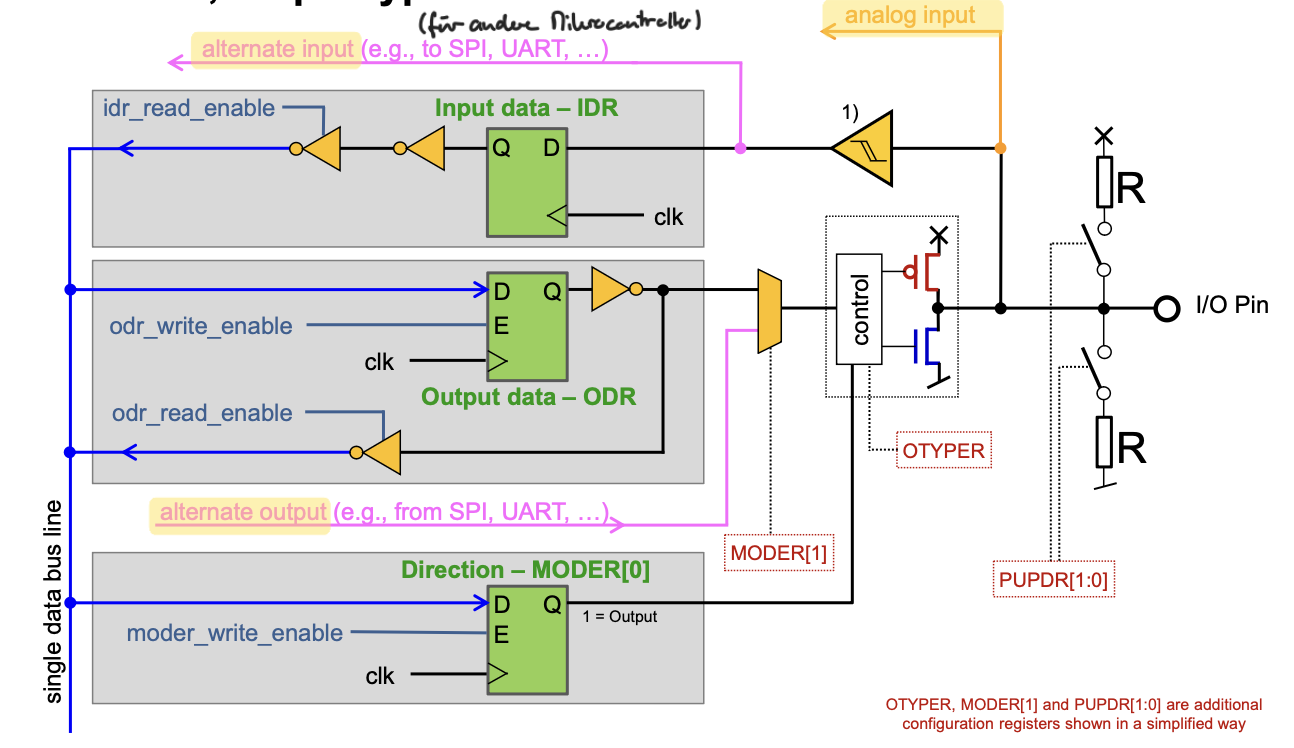 (für andere Mikrocontroller)
analog input
alternate input (e.g., to SPI, UART, …)
idr_read_enable
Input data – IDR
1)
Q D
clk
R
D Q
E
clk
odr_write_enable
Output data – ODR
odr_read_enable
control
I/O Pin
OTYPER
R
alternate output (e.g., from SPI, UART, …)
MODER[1]
PUPDR[1:0]
single data bus line
Direction – MODER[0]
D Q
1 = Output
moder_write_enable
E
clk
OTYPER, MODER[1] and PUPDR[1:0] are additional
configuration registers shown in a simplified way